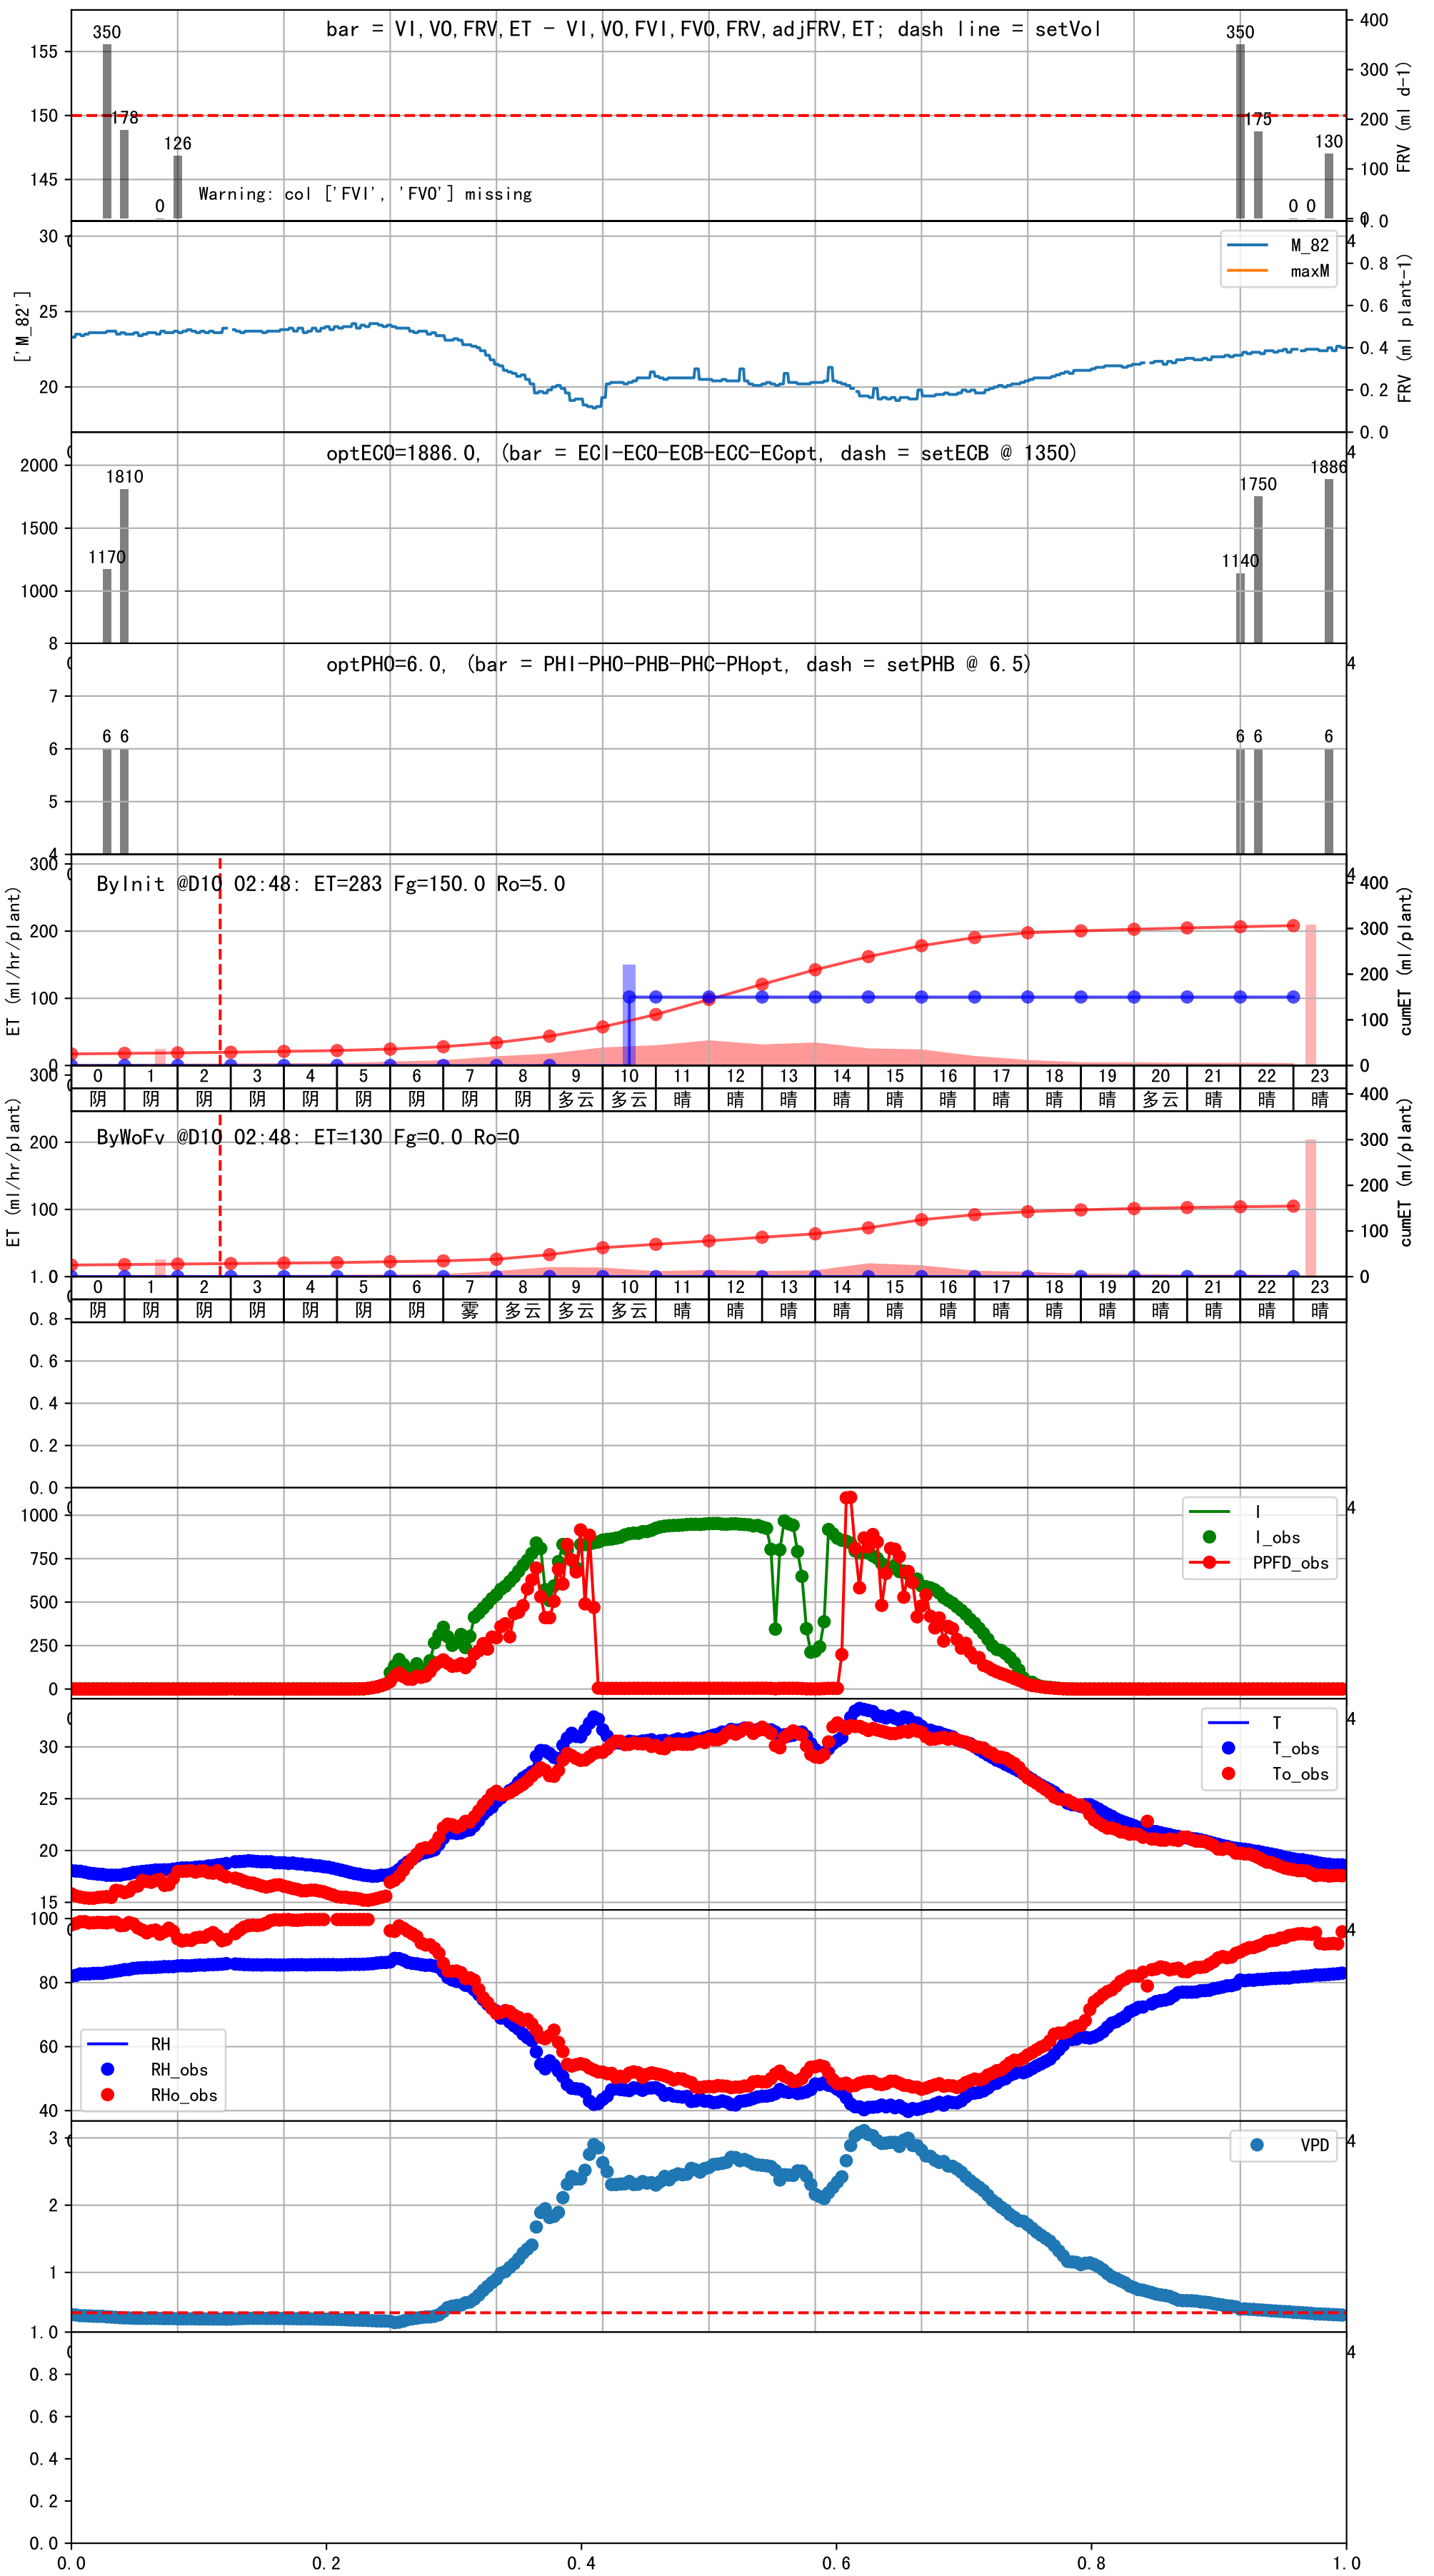 bar = VI,VO,FRV,ET - VI,VO,FVI,FVO,FRV,adjFRV,ET; dash line = setVol
350 178 0 126 350 175 0 0 130
Warning: col ['FVI', 'FVO'] missing
155 150 145
400 300 200 100 0
FRV (ml d-1)
['M_82']
30 25 20
M_82
maxM
1.0 0.8 0.6 0.4 0.2 0.0
FRV (ml plant-1)
optECO=1886.0, (bar = ECI-ECO-ECB-ECC-ECopt, dash = setECB @ 1350)
2000 1500 1000
1170 1810 1140 1750 1886
optPHO=6.0, (bar = PHI-PHO-PHB-PHC-PHopt, dash = setPHB @ 6.5)
8 7 6 5 4
6 6 6 6 6
ByInit @D10 02:48: ET=283 Fg=150.0 Ro=5.0
ET (ml/hr/plant)
300 200 100 0
400 300 200 100 0
cumET (ml/plant)
0 1 2 3 4 5 6 7 8 9 10 11 12 13 14 15 16 17 18 19 20 21 22 23
阴 阴 阴 阴 阴 阴 阴 阴 阴 多云 多云 晴 晴 晴 晴 晴 晴 晴 晴 晴 多云 晴 晴 晴
ByWoFv @D10 02:48: ET=130 Fg=0.0 Ro=0
ET (ml/hr/plant)
300 200 100
400 300 200 100 0
cumET (ml/plant)
0 1 2 3 4 5 6 7 8 9 10 11 12 13 14 15 16 17 18 19 20 21 22 23
阴 阴 阴 阴 阴 阴 阴 雾 多云 多云 多云 晴 晴 晴 晴 晴 晴 晴 晴 晴 晴 晴 晴 晴
1.0 0.8 0.6 0.4 0.2 0.0
1000 750 500 250 0
I
I_obs
PPFD_obs
30 25 20 15
T
T_obs
To_obs
100 80 60 40
RH
RH_obs
RHo_obs
3 2 1
VPD
1.0 0.8 0.6 0.4 0.2 0.0
0.0 0.2 0.4 0.6 0.8 1.0